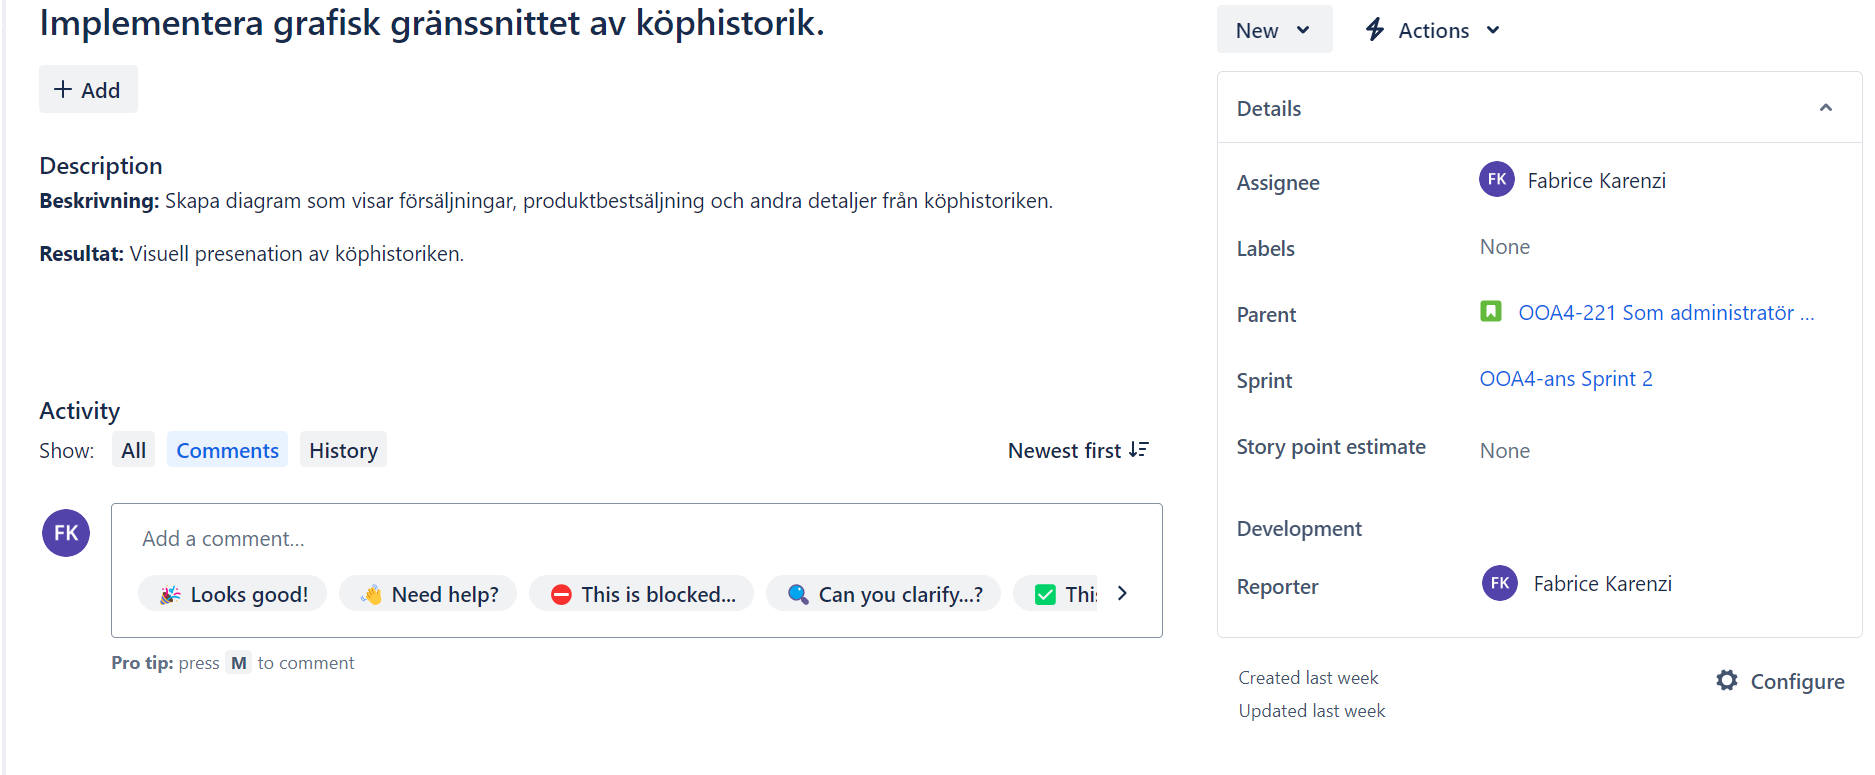 Implementera grafisk gränssnittet av köphistorik.
+ Add
Description
Beskrivning: Skapa diagram som visar försäljningar, produktbestsäljning och andra detaljer från köphistoriken.
Resultat: Visuell presenation av köphistoriken.
Activity
Show: All Comments History Newest first
FK
Add a comment...
🎉 Looks good! 👋 Need help? ⛔ This is blocked... 🔍 Can you clarify...? ✅
Pro tip: press M to comment
New Actions
Details
Assignee FK Fabrice Karenzi
Labels None
Parent OOA4-221 Som administratör ...
Sprint OOA4-ans Sprint 2
Story point estimate None
Development
Reporter FK Fabrice Karenzi
Created last week
Configure
Updated last week